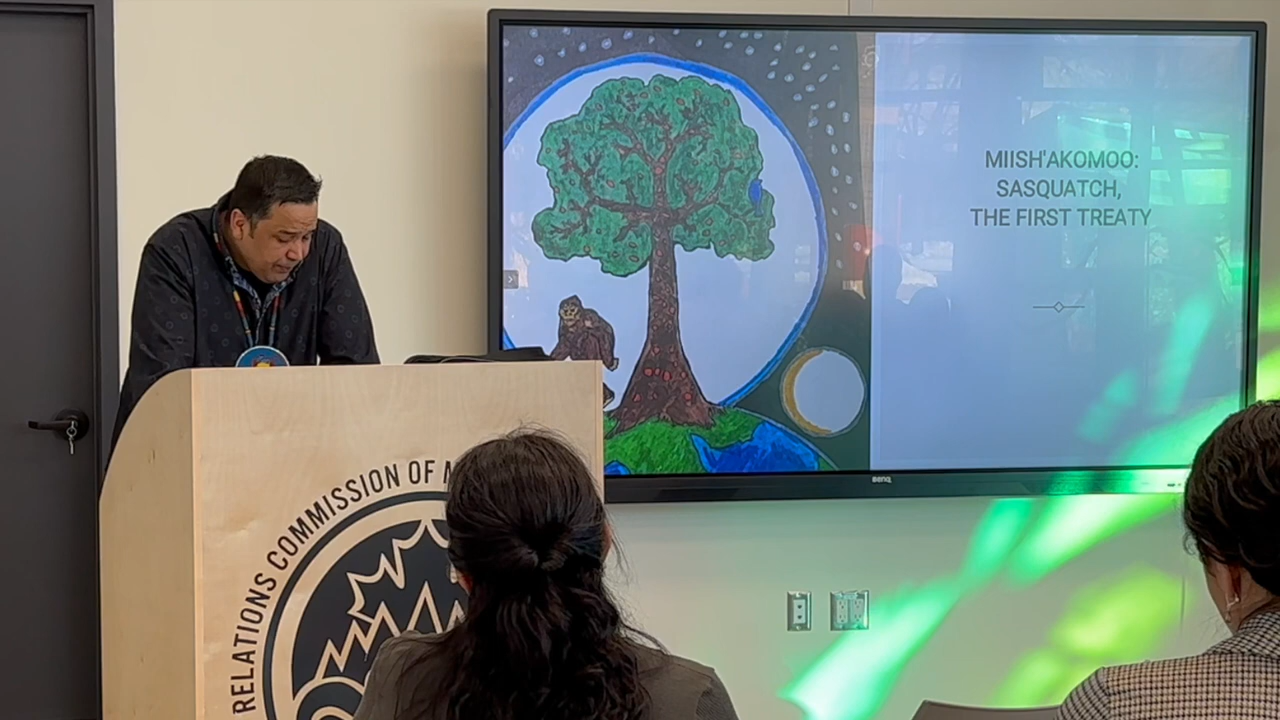 MIISH'AKOMOO:
SASQUATCH,
THE FIRST TREATY
BenQ
RELATIONS COMMISSION OF